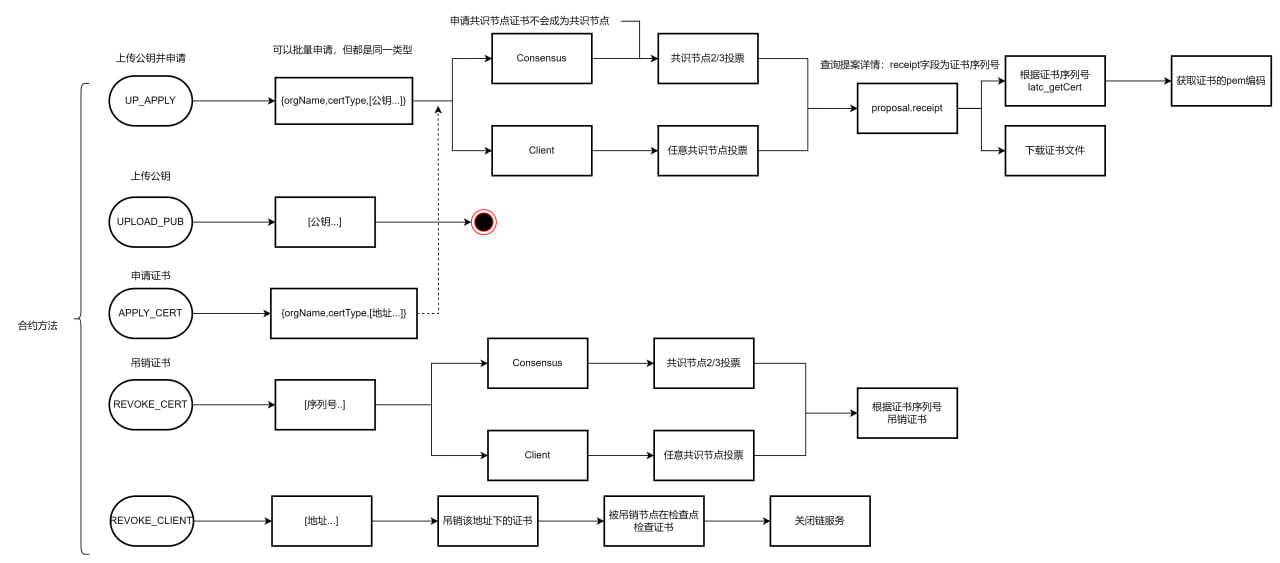 申请共识节点证书不会成为共识节点
可以批量申请，但都是同一类型
上传公钥并申请
UP_APPLY
{orgName,certType,[公钥...]}
Consensus
共识节点2/3投票
Client
任意共识节点投票
查询提案详情：receipt字段为证书序列号
proposal.receipt
根据证书序列号
latc_getCert
获取证书的pem编码
下载证书文件
上传公钥
UPLOAD_PUB
[公钥...]
申请证书
APPLY_CERT
{orgName,certType,[地址...]}
合约方法
吊销证书
REVOKE_CERT
[序列号..]
Consensus
共识节点2/3投票
Client
任意共识节点投票
根据证书序列号
吊销证书
REVOKE_CLIENT
[地址...]
吊销该地址下的证书
被吊销节点在检查点
检查证书
关闭链服务